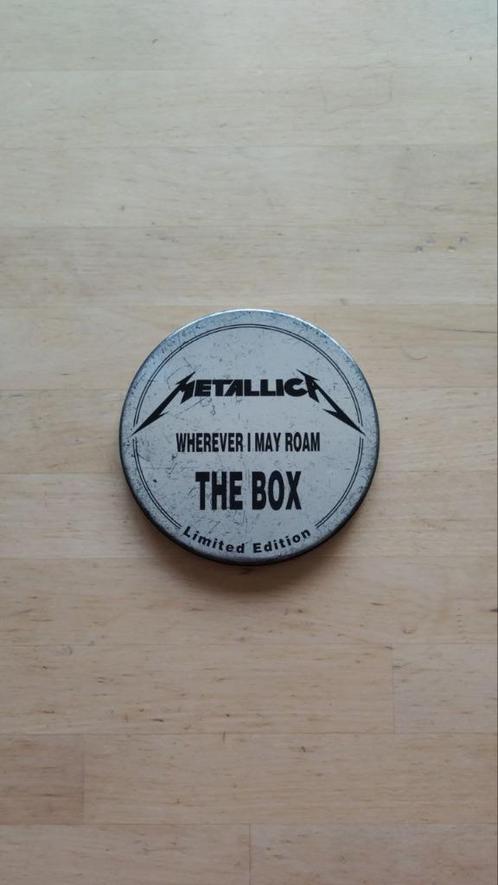 METALLICA
WHEREVER I MAY ROAM
THE BOX
Limited Edition